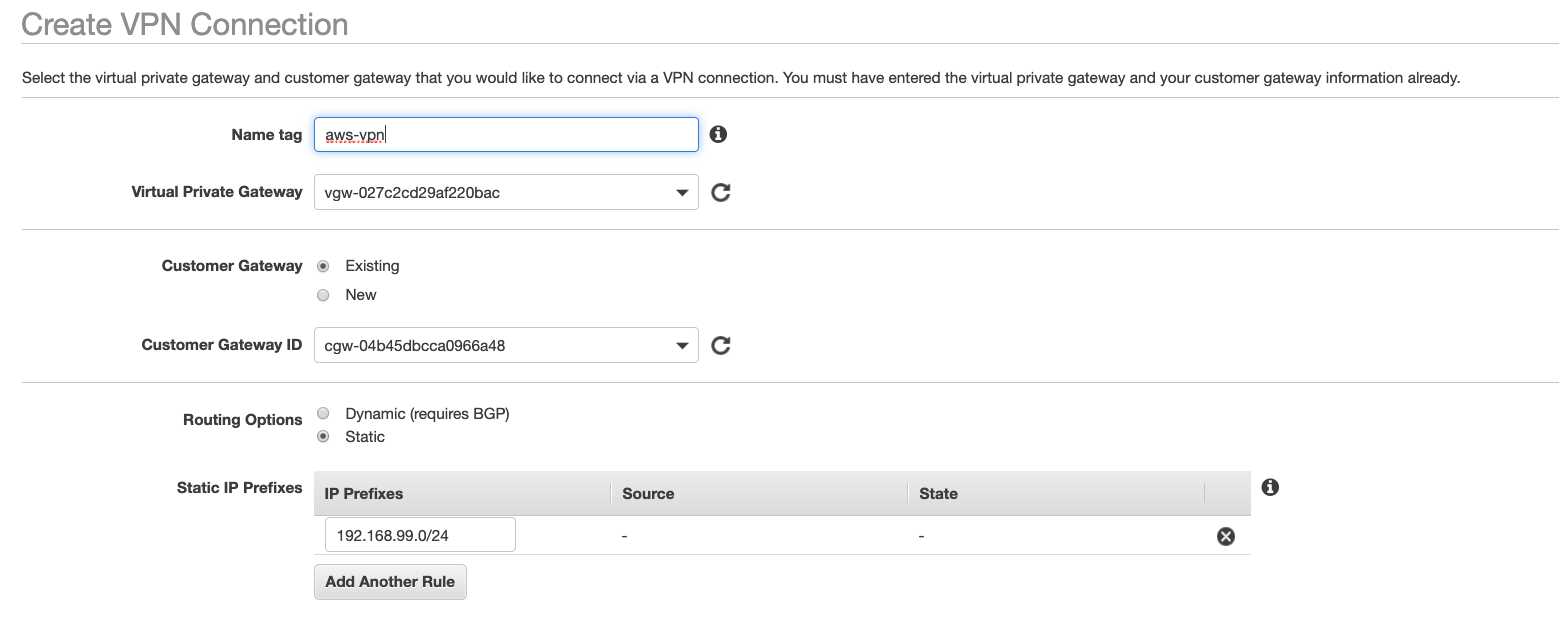 Create VPN Connection
Select the virtual private gateway and customer gateway that you would like to connect via a VPN connection. You must have entered the virtual private gateway and your customer gateway information already.
Name tag aws-vpn
Virtual Private Gateway vgw-027c2cd29af220bac
Customer Gateway Existing
New
Customer Gateway ID cgw-04b45dbcca0966a48
Routing Options Dynamic (requires BGP)
Static
Static IP Prefixes IP Prefixes Source State
192.168.99.0/24 - -
Add Another Rule